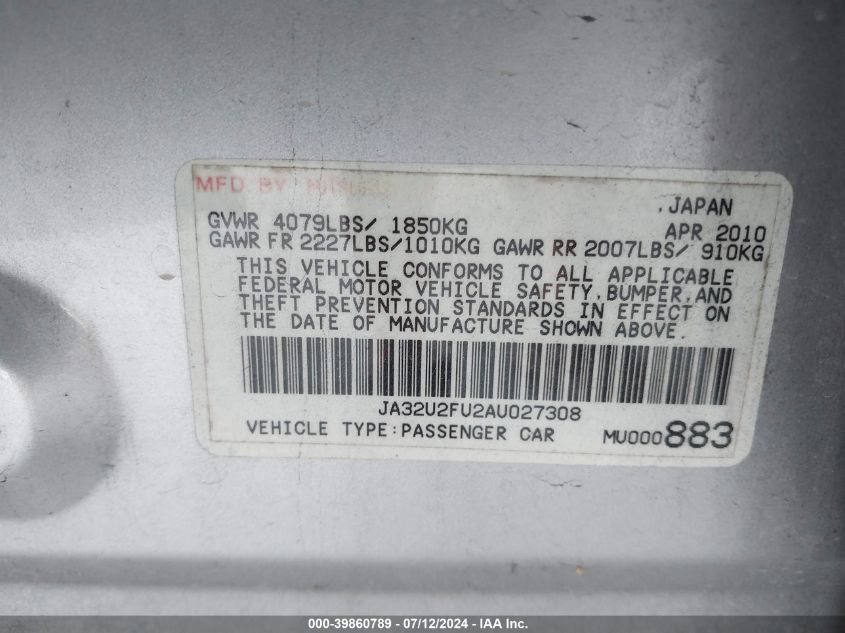 MFD BY MITSUBISHI
.JAPAN
GVWR 4079LBS/ 1850KG APR 2010
GAWR FR 2227LBS/1010KG GAWR RR 2007LBS/ 910KG
THIS VEHICLE CONFORMS TO ALL APPLICABLE
FEDERAL MOTOR VEHICLE SAFETY, BUMPER, AND
THEFT PREVENTION STANDARDS IN EFFECT ON
THE DATE OF MANUFACTURE SHOWN ABOVE.
JA32U2FU2AU027308
VEHICLE TYPE:PASSENGER CAR MU000883
000-39860789 - 07/12/2024 - IAA Inc.